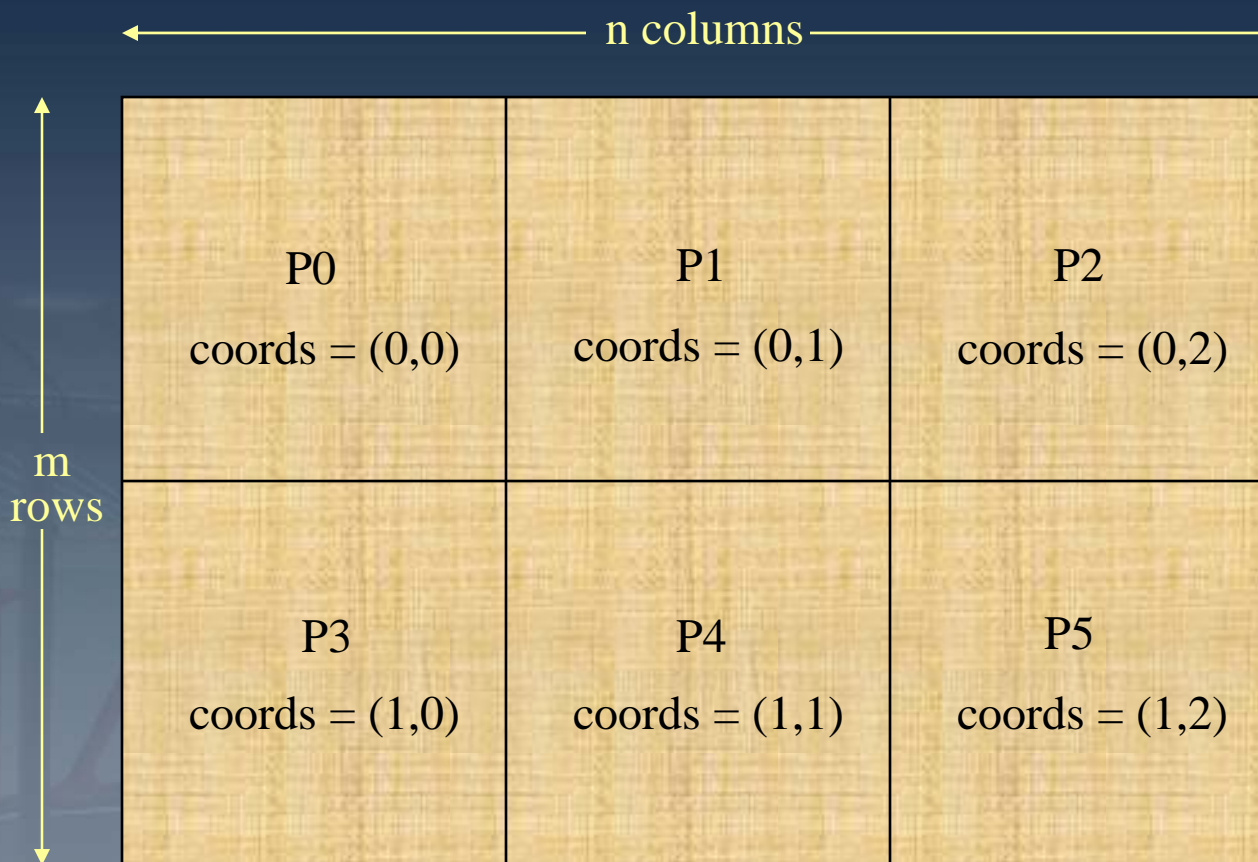 n columns
m
rows
P0
coords = (0,0)
P1
coords = (0,1)
P2
coords = (0,2)
P3
coords = (1,0)
P4
coords = (1,1)
P5
coords = (1,2)